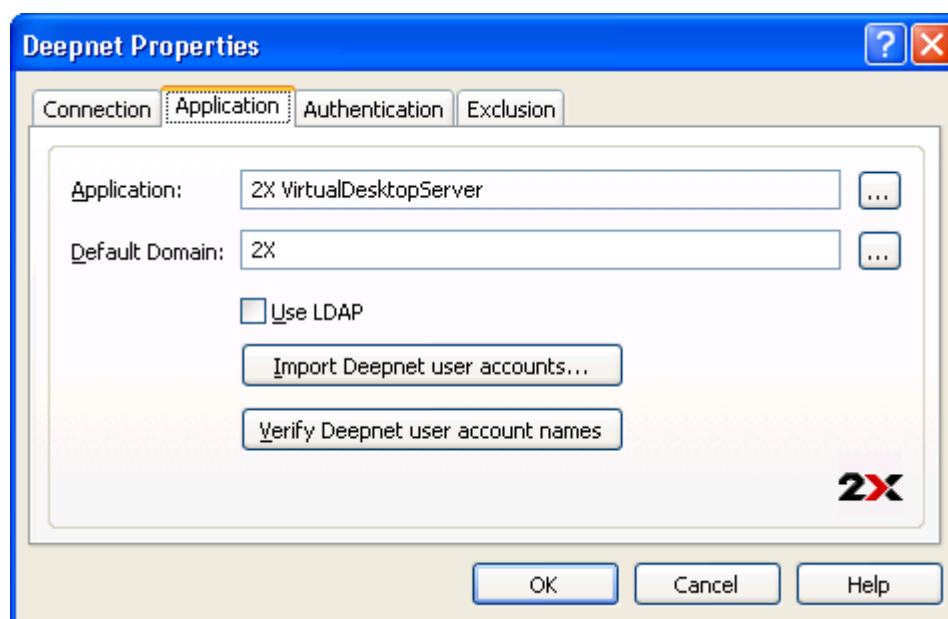 Deepnet Properties
Connection Application Authentication Exclusion
Application: 2X VirtualDesktopServer ...
Default Domain: 2X ...
Use LDAP
Import Deepnet user accounts...
Verify Deepnet user account names
2X
OK Cancel Help